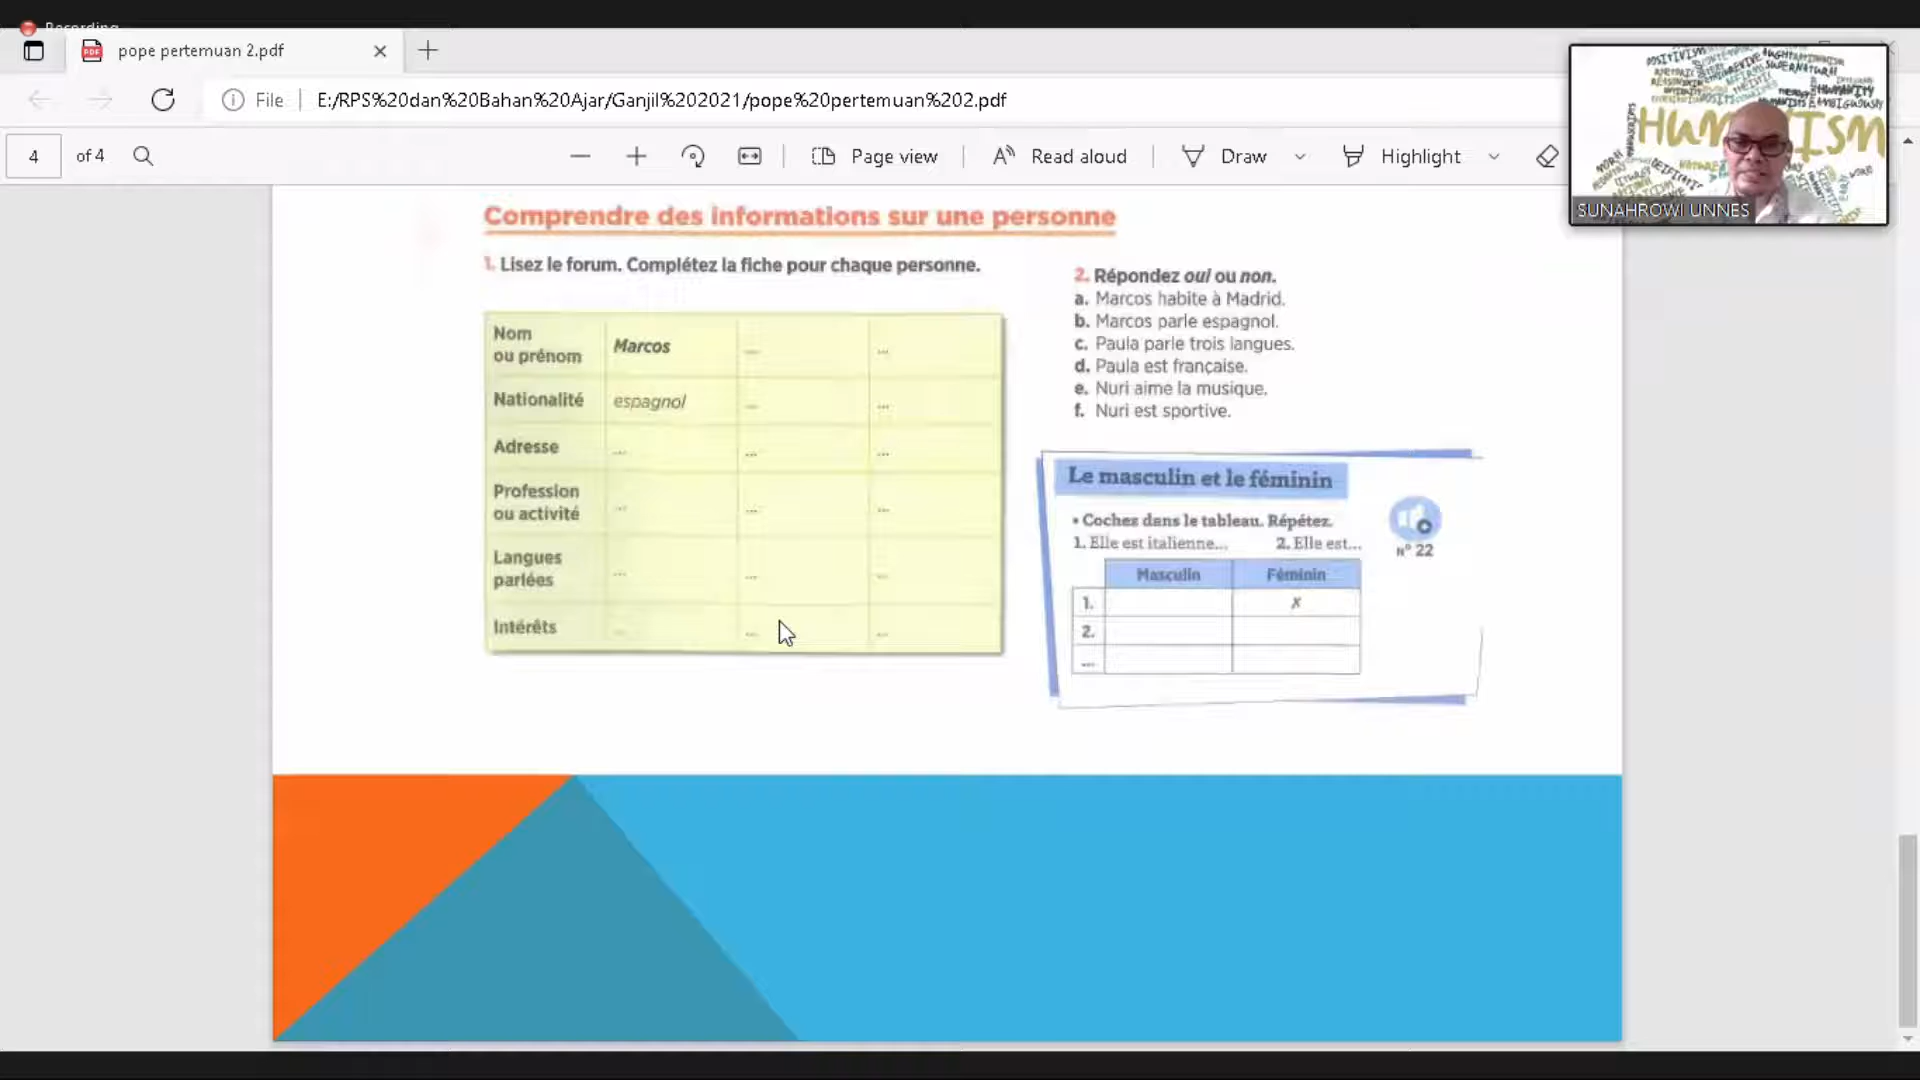 Recording
pope pertemuan 2.pdf
File
E:/RPS%20dan%20Bahan%20Ajar/Ganjil%202021/pope%20pertemuan%202.pdf
4 of 4
Page view
Read aloud
Draw
Highlight
HUMANISM
SUNAHROWI UNNES
Comprendre des informations sur une personne
1. Lisez le forum. Complétez la fiche pour chaque personne.
Nom
ou prénom
Marcos
...
...
Nationalité
espagnol
...
...
Adresse
...
...
...
Profession
ou activité
...
...
...
Langues
parlées
...
...
...
Intérêts
...
...
...
2. Répondez oui ou non.
a. Marcos habite à Madrid.
b. Marcos parle espagnol.
c. Paula parle trois langues.
d. Paula est française.
e. Nuri aime la musique.
f. Nuri est sportive.
Le masculin et le féminin
• Cochez dans le tableau. Répétez.
1. Elle est italienne... 2. Elle est...
N° 22
Masculin Féminin
1. X
2.
...